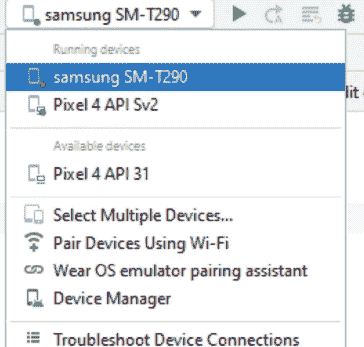 samsung SM-T290
Running devices
samsung SM-T290
Pixel 4 API Sv2
Available devices
Pixel 4 API 31
Select Multiple Devices...
Pair Devices Using Wi-Fi
Wear OS emulator pairing assistant
Device Manager
Troubleshoot Device Connections